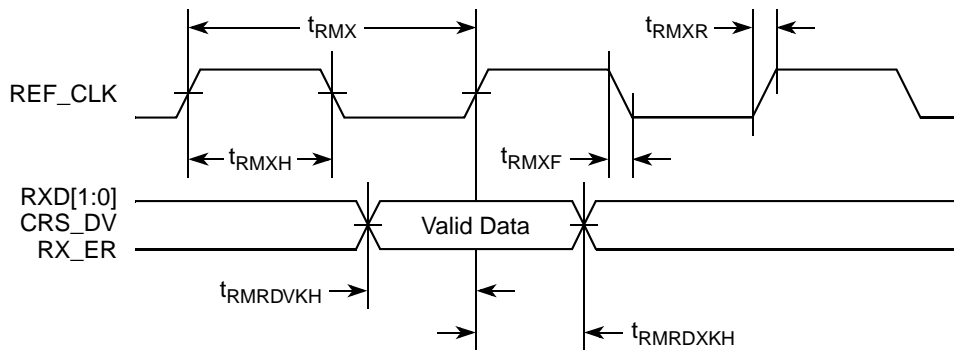 tRMX
tRMXR
REF_CLK
tRMXH
tRMXF
RXD[1:0]
CRS_DV
RX_ER
Valid Data
tRMRDVKH
tRMRDXKH